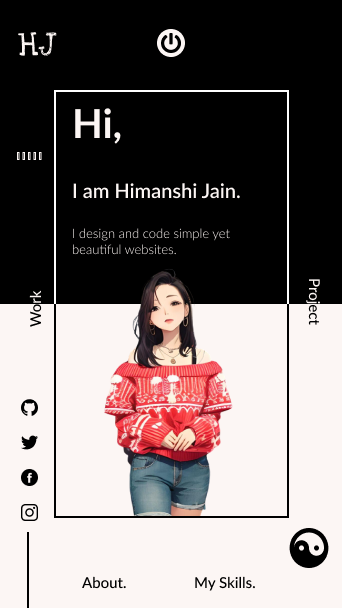 HJ
Hi,
I am Himanshi Jain.
I design and code simple yet
beautiful websites.
Work
Project
About.
My Skills.